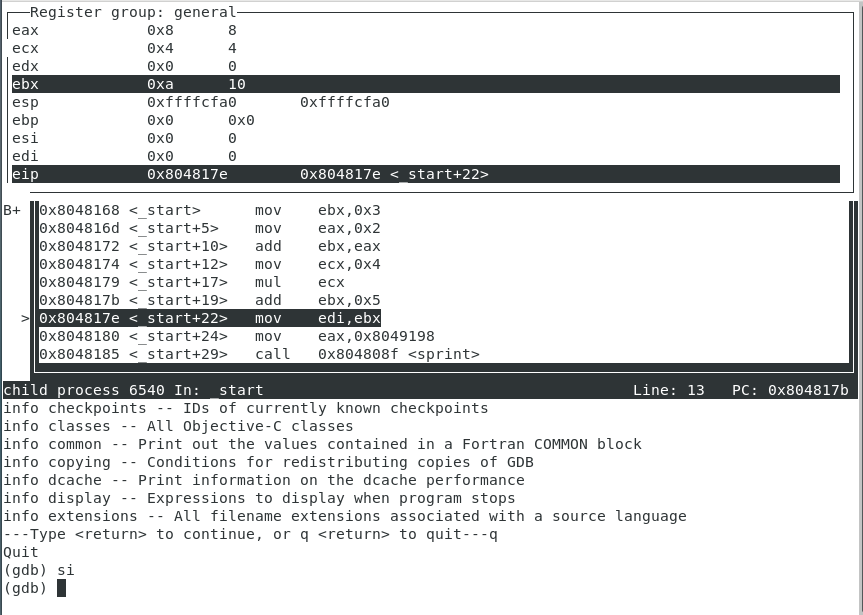 Register group: general
eax 0x8 8
ecx 0x4 4
edx 0x0 0
ebx 0xa 10
esp 0xffffcfa0 0xffffcfa0
ebp 0x0 0x0
esi 0x0 0
edi 0x0 0
eip 0x804817e 0x804817e <_start+22>
B+ 0x8048168 <_start> mov ebx,0x3
0x804816d <_start+5> mov eax,0x2
0x8048172 <_start+10> add ebx,eax
0x8048174 <_start+12> mov ecx,0x4
0x8048179 <_start+17> mul ecx
0x804817b <_start+19> add ebx,0x5
>0x804817e <_start+22> mov edi,ebx
0x8048180 <_start+24> mov eax,0x8049198
0x8048185 <_start+29> call 0x804808f <sprint>
child process 6540 In: _start Line: 13 PC: 0x804817b
info checkpoints -- IDs of currently known checkpoints
info classes -- All Objective-C classes
info common -- Print out the values contained in a Fortran COMMON block
info copying -- Conditions for redistributing copies of GDB
info dcache -- Print information on the dcache performance
info display -- Expressions to display when program stops
info extensions -- All filename extensions associated with a source language
---Type <return> to continue, or q <return> to quit---q
Quit
(gdb) si
(gdb)